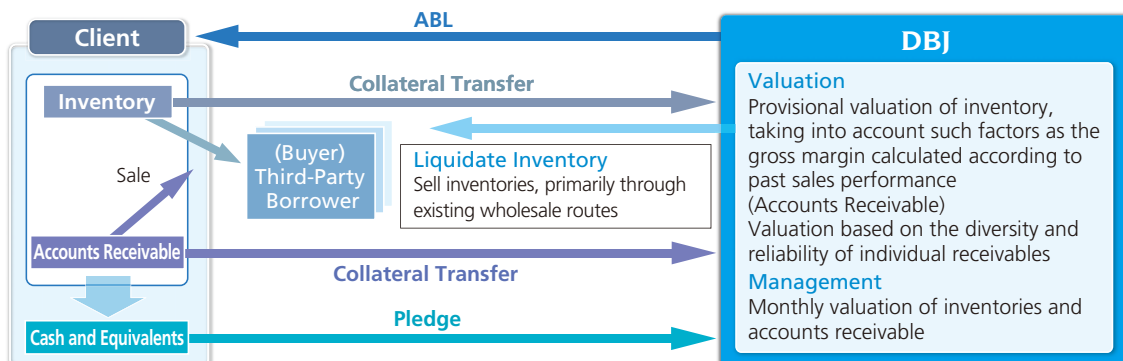 ABL
Client
DBJ
Inventory
Collateral Transfer
Sale
(Buyer)
Third-Party
Borrower
Liquidate Inventory
Sell inventories, primarily through
existing wholesale routes
Accounts Receivable
Collateral Transfer
Cash and Equivalents
Pledge
Valuation
Provisional valuation of inventory,
taking into account such factors as the
gross margin calculated according to
past sales performance
(Accounts Receivable)
Valuation based on the diversity and
reliability of individual receivables
Management
Monthly valuation of inventories and
accounts receivable